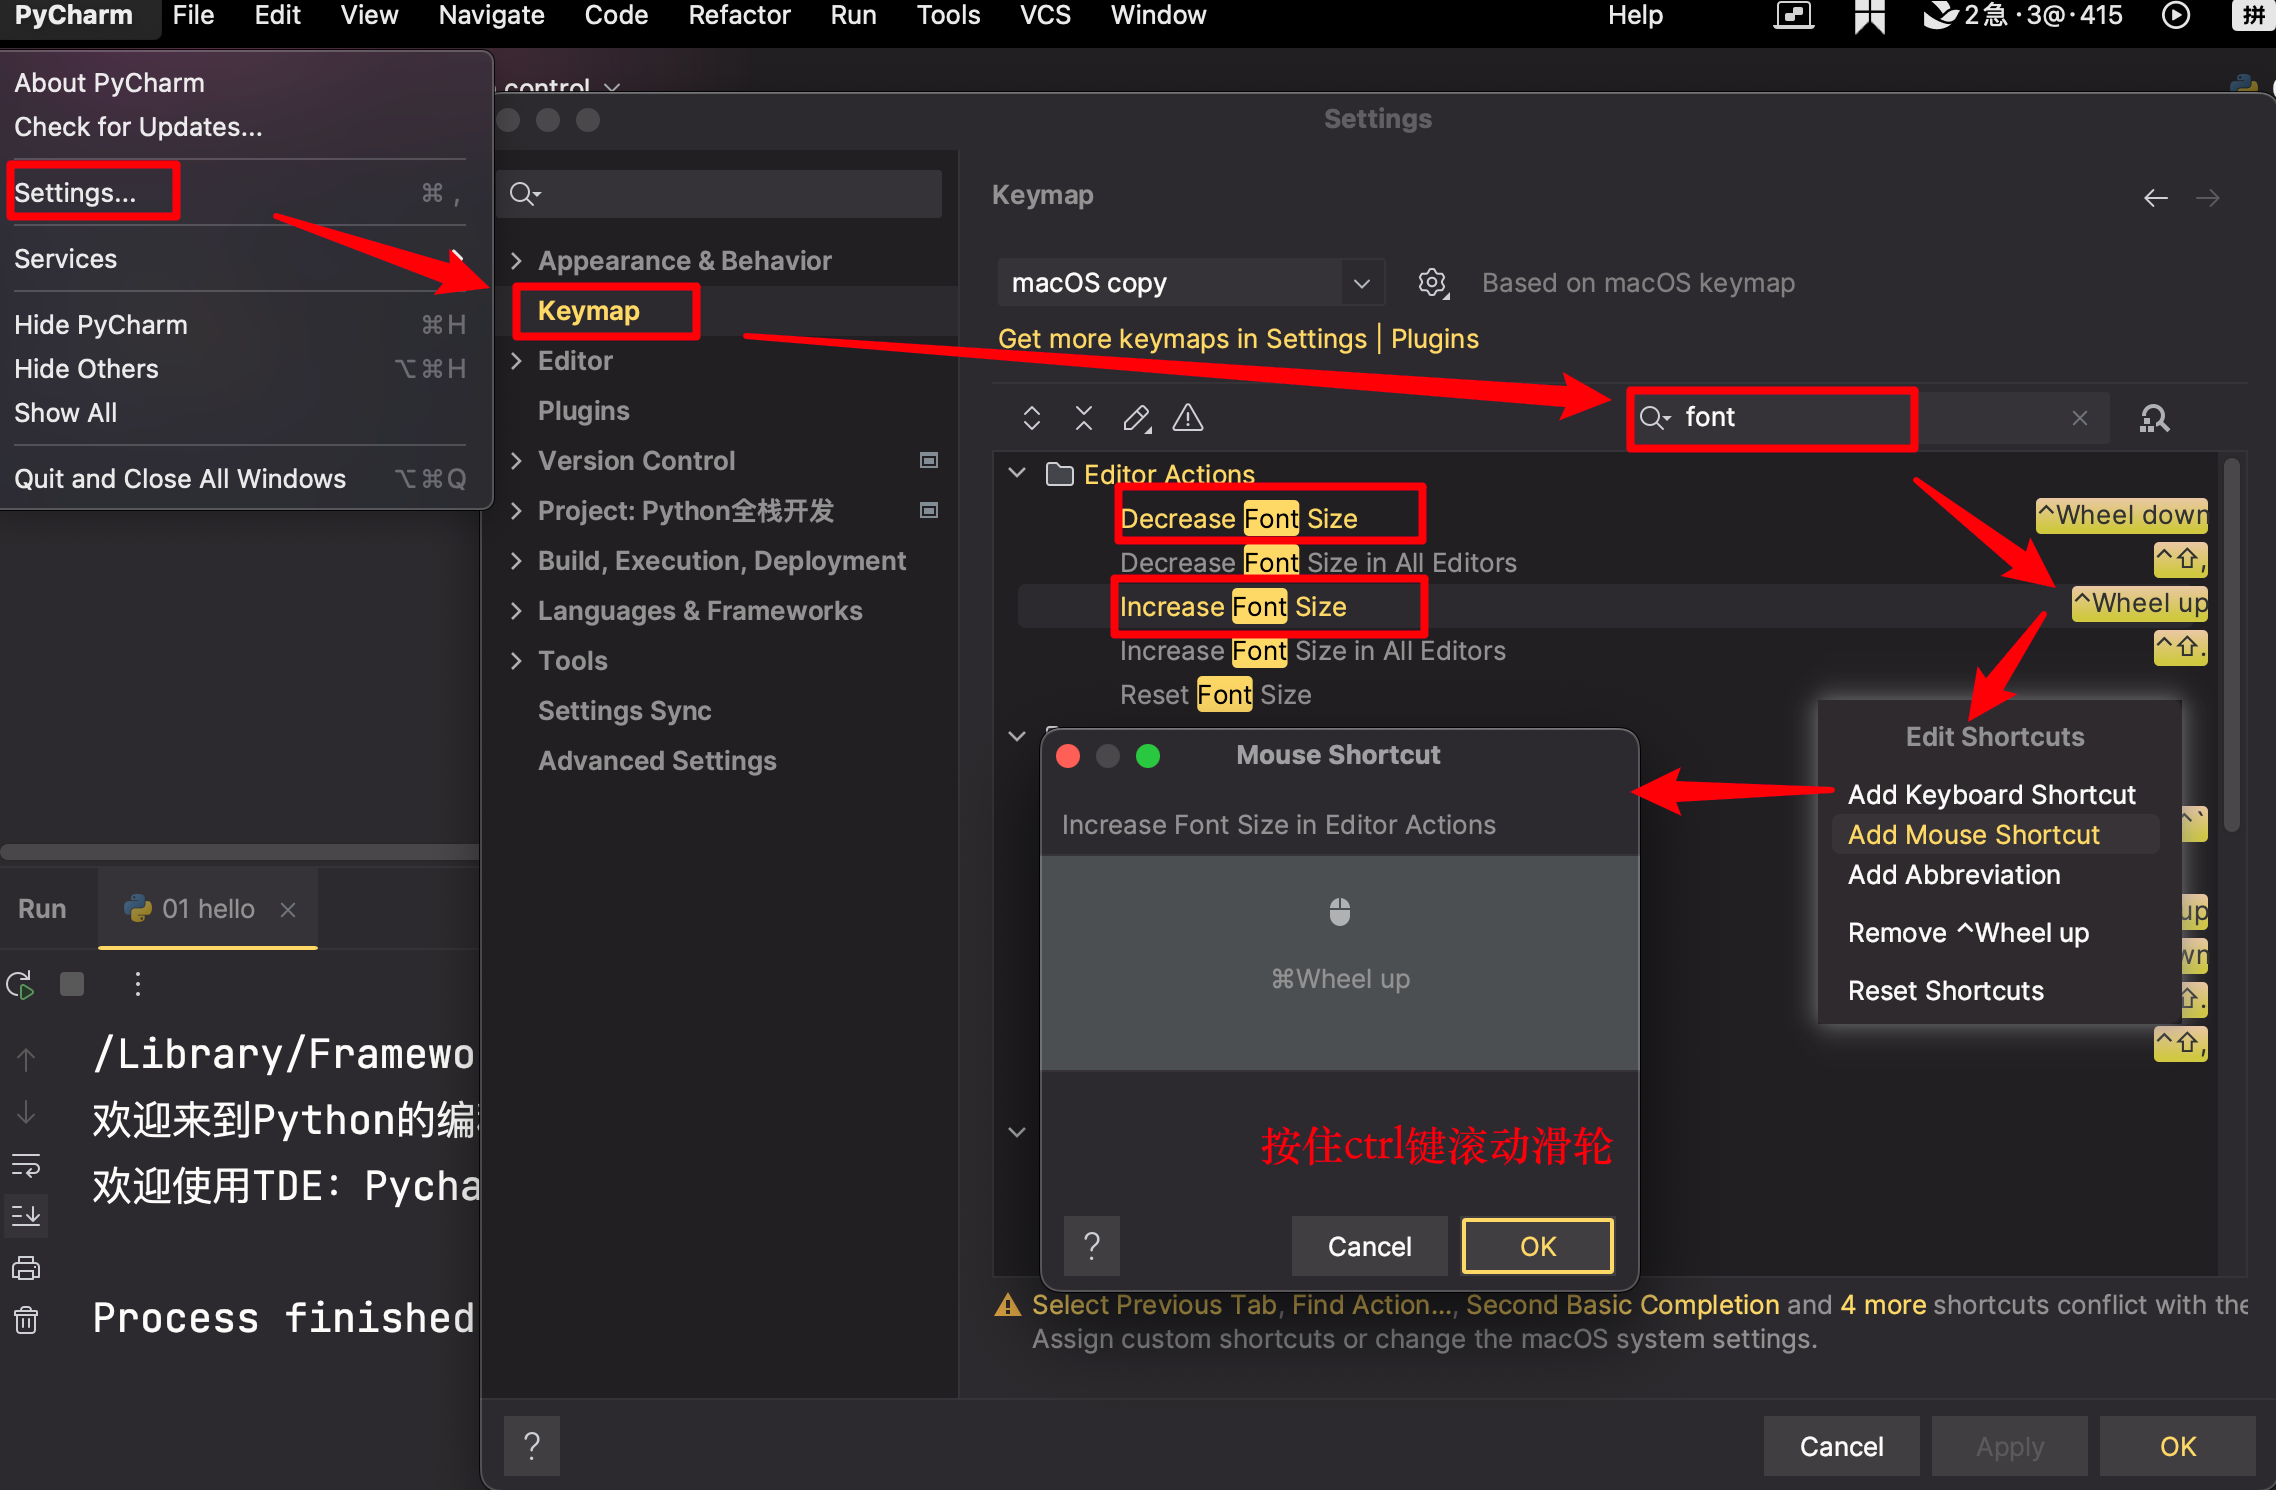 PyCharm File Edit View Navigate Code Refactor Run Tools VCS Window Help 2急·3@·415 拼
About PyCharm
Check for Updates...
Settings... ⌘ ,
Services
Hide PyCharm ⌘H
Hide Others ⌥⌘H
Show All
Quit and Close All Windows ⌥⌘Q
control
Settings
Appearance & Behavior
Keymap
Editor
Plugins
Version Control
Project: Python全栈开发
Build, Execution, Deployment
Languages & Frameworks
Tools
Settings Sync
Advanced Settings
Keymap
macOS copy Based on macOS keymap
Get more keymaps in Settings | Plugins
font
Editor Actions
Decrease Font Size ^Wheel down
Decrease Font Size in All Editors ^⇧,
Increase Font Size ^Wheel up
Increase Font Size in All Editors ^⇧.
Reset Font Size
Edit Shortcuts
Add Keyboard Shortcut
Add Mouse Shortcut ^`
Add Abbreviation
Remove ^Wheel up
Reset Shortcuts
up
wn
⇧.
^⇧,
Mouse Shortcut
Increase Font Size in Editor Actions
⌘Wheel up
按住ctrl键滚动滑轮
? Cancel OK
Select Previous Tab, Find Action..., Second Basic Completion and 4 more shortcuts conflict with the
Assign custom shortcuts or change the macOS system settings.
? Cancel Apply OK
Run 01 hello
/Library/Framewo
欢迎来到Python的编
欢迎使用TDE：Pycha
Process finished